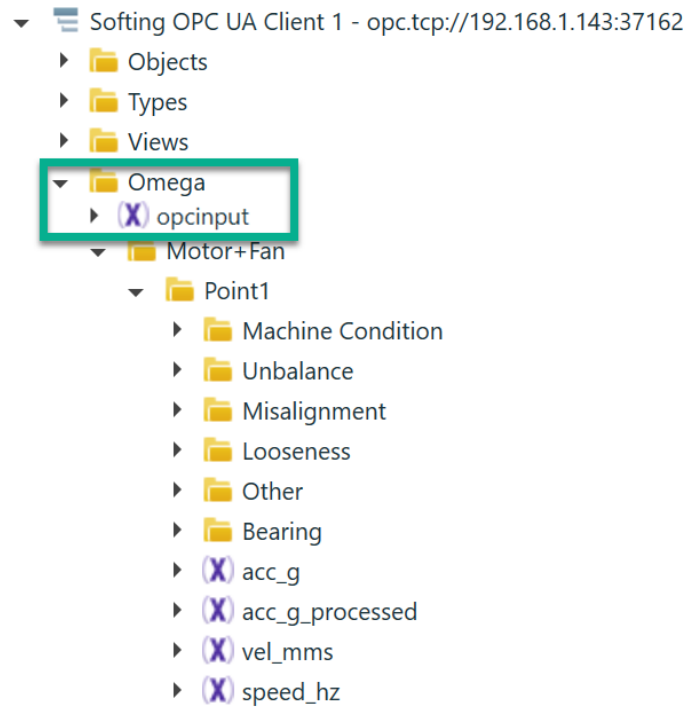 Softing OPC UA Client 1 - opc.tcp://192.168.1.143:37162
Objects
Types
Views
Omega
(X) opcinput
Motor+Fan
Point1
Machine Condition
Unbalance
Misalignment
Looseness
Other
Bearing
(X) acc_g
(X) acc_g_processed
(X) vel_mms
(X) speed_hz